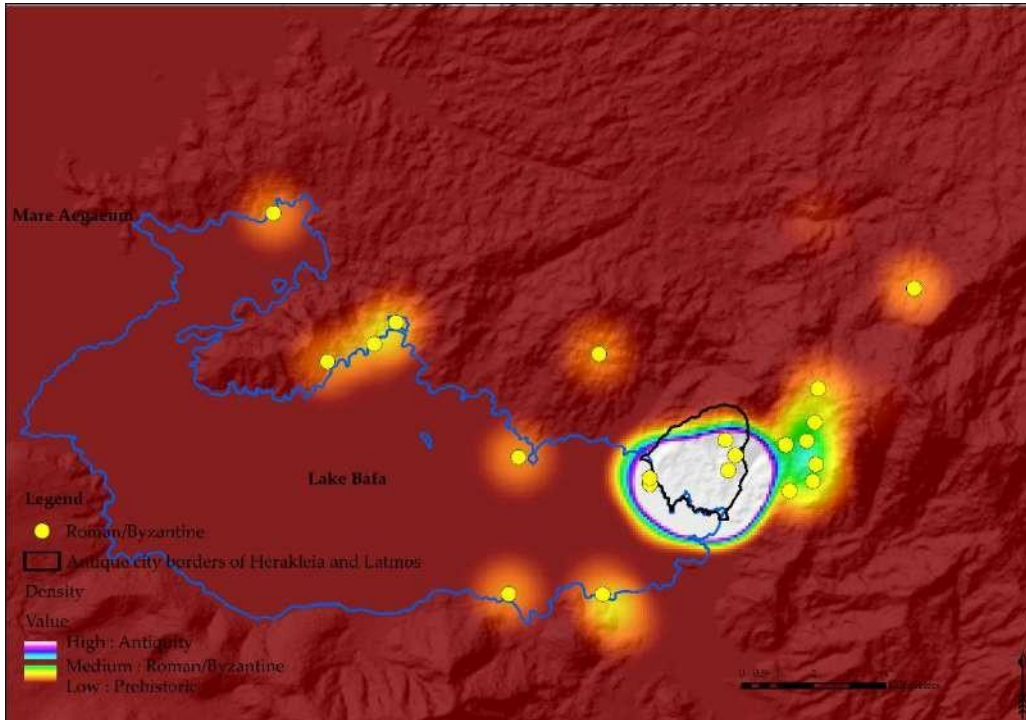 Mare Aegaeum
Lake Bafa
Legend
Roman/Byzantine
Antique city borders of Herakleia and Latmos
Density
Value
High : Antiquity
Medium : Roman/Byzantine
Low : Prehistoric